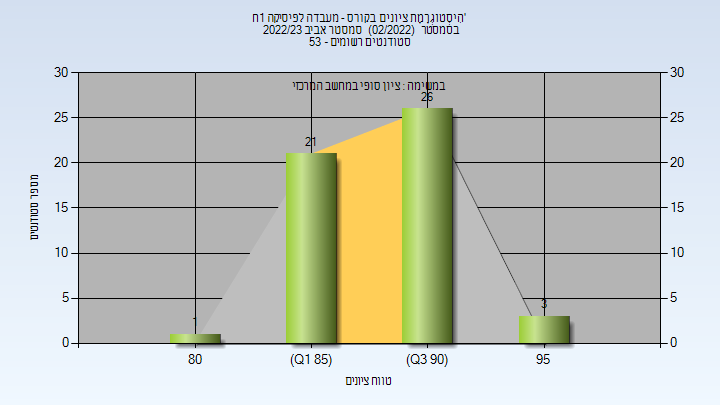 הִיסְטוֹגְרָמַת ציונים בקורס - מעבדה לפיסיקה 1ח'
בסמסטר (02/2022) סמסטר אביב 2022/23
סטודנטים רשומים - 53
במשימה : ציון סופי במחשב המרכזי
מספר סטודנטים
30 30
25 25
20 20
15 15
10 10
5 5
0 0
1
21
26
3
80
(Q1 85)
(Q3 90)
95
טווח ציונים